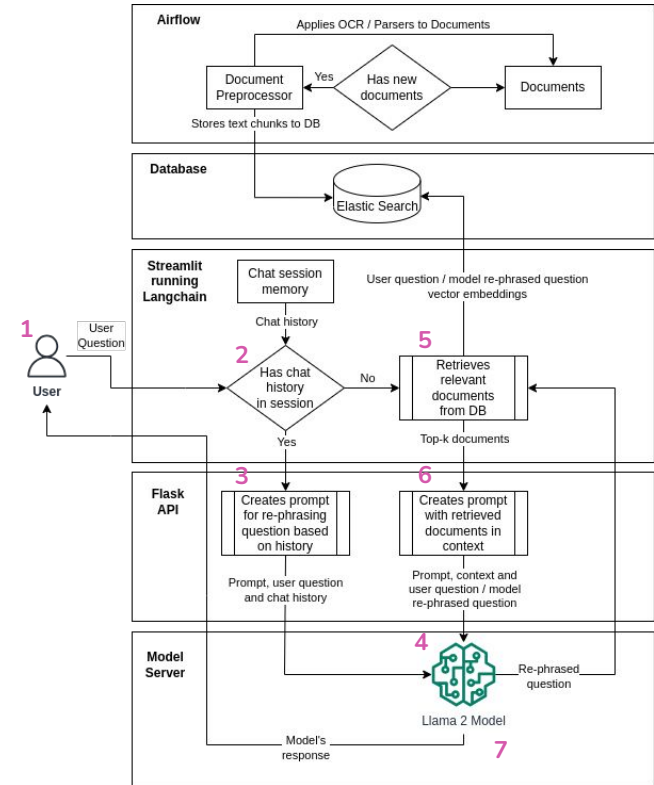 Airflow
Applies OCR / Parsers to Documents
Document
Preprocessor
Yes
Has new
documents
Documents
Stores text chunks to DB
Database
Elastic Search
Streamlit
running
Langchain
Chat session
memory
User question / model re-phrased question
vector embeddings
Chat history
1
User
Question
User
2
Has chat
history
in session
No
5
Retrieves
relevant
documents
from DB
Yes
Top-k documents
Flask
API
3
Creates prompt
for re-phrasing
question based
on history
6
Creates prompt
with retrieved
documents in
context
Prompt, user question
and chat history
Prompt, context and
user question / model
re-phrased question
Model
Server
4
Llama 2 Model
Re-phrased
question
Model's
response
7